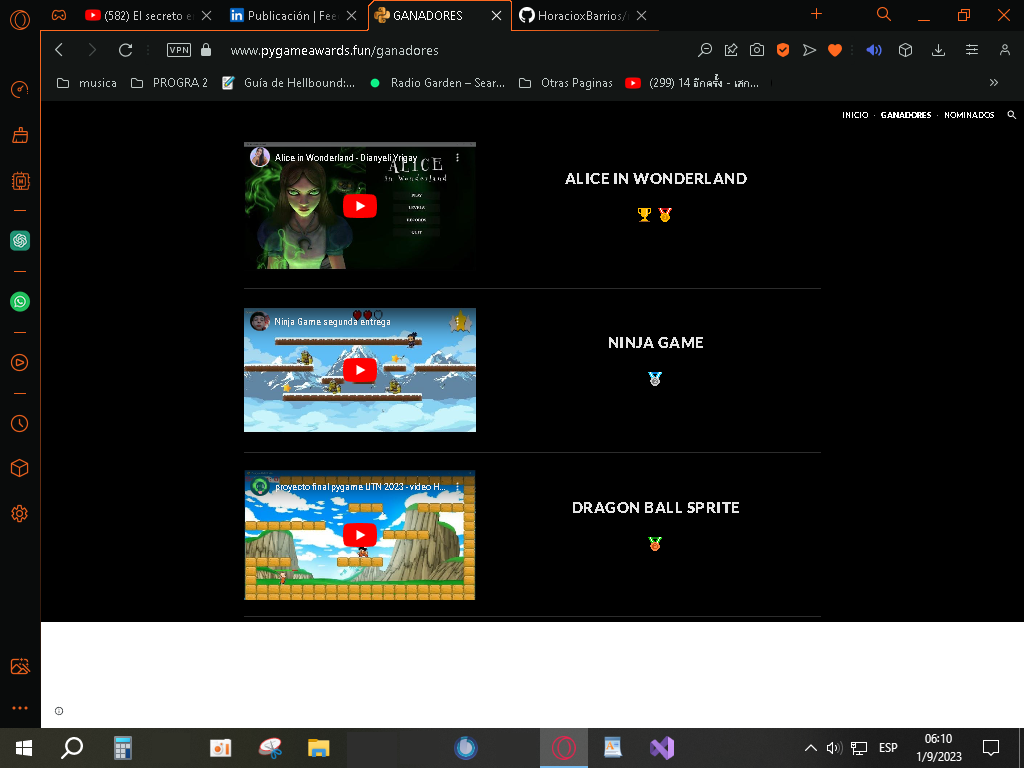 (582) El secreto e
Publicación | Fee
GANADORES
HoracioxBarrios/
VPN
www.pygameawards.fun/ganadores
musica
PROGRA 2
Guía de Hellbound:...
Radio Garden – Sear...
Otras Paginas
(299) 14 อีกครั้ง - เสก...
INICIO · GANADORES · NOMINADOS
Alice in Wonderland - Dianyeli Yrigay
ALICE
in Wonderland
PLAY
LEVELS
RECORDS
QUIT
ALICE IN WONDERLAND
Ninja Game segunda entrega
NINJA GAME
proyecto final pygame UTN 2023 - video H...
DRAGON BALL SPRITE
ESP
06:10
1/9/2023